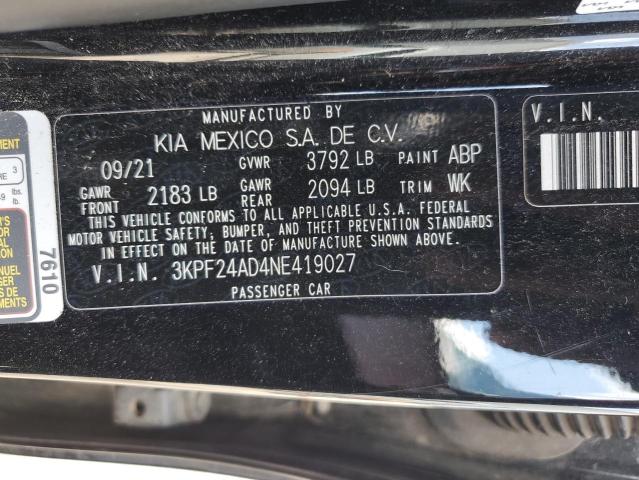 MANUFACTURED BY
KIA MEXICO S.A. DE C.V.
09/21 GVWR 3792 LB PAINT ABP
GAWR FRONT 2183 LB GAWR REAR 2094 LB TRIM WK
THIS VEHICLE CONFORMS TO ALL APPLICABLE U.S.A. FEDERAL
MOTOR VEHICLE SAFETY, BUMPER, AND THEFT PREVENTION STANDARDS
IN EFFECT ON THE DATE OF MANUFACTURE SHOWN ABOVE.
V.I.N. 3KPF24AD4NE419027
PASSENGER CAR
V.I.N.
7610